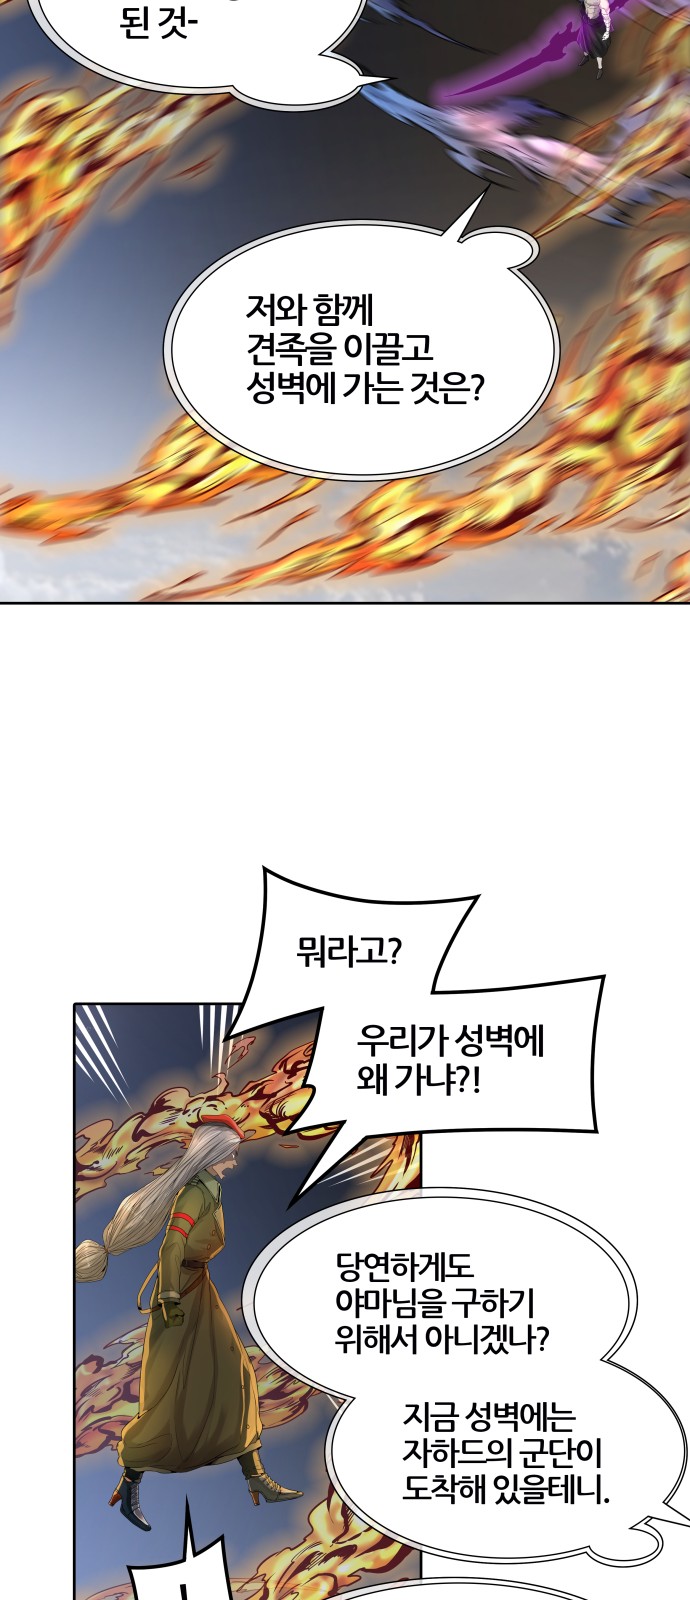 된 것-
저와 함께
견족을 이끌고
성벽에 가는 것은?
뭐라고?
우리가 성벽에
왜 가냐?!
당연하게도
야마님을 구하기
위해서 아니겠나?
지금 성벽에는
자하드의 군단이
도착해 있을테니.